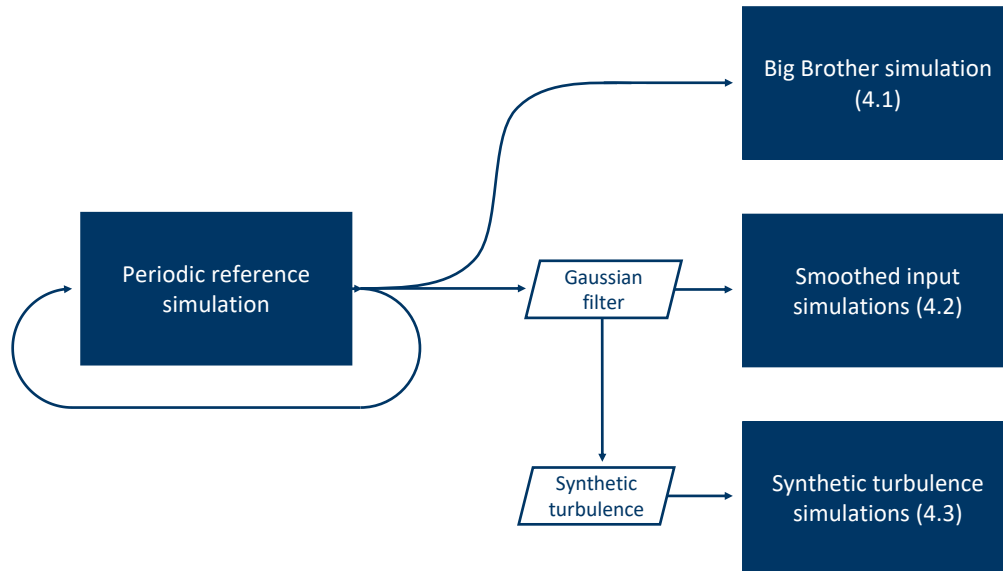 Big Brother simulation
(4.1)
Periodic reference
simulation
Gaussian
filter
Smoothed input
simulations (4.2)
Synthetic
turbulence
Synthetic turbulence
simulations (4.3)